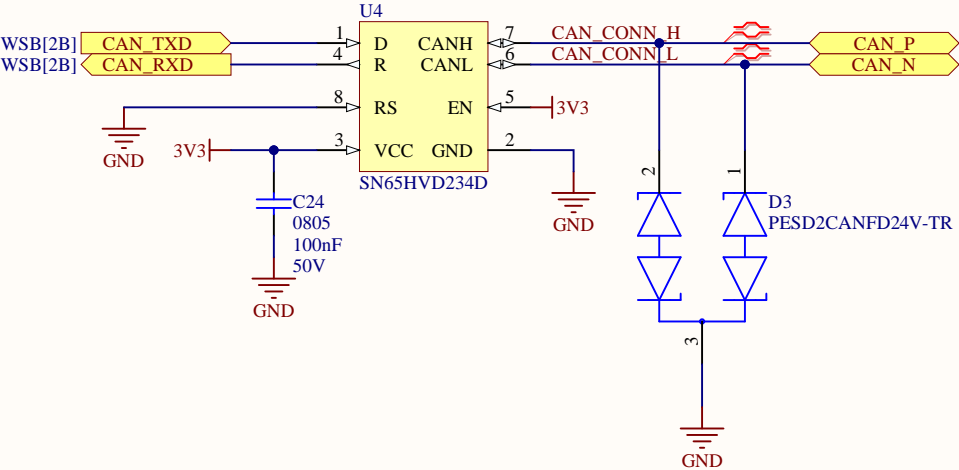 U4
WSB[2B] CAN_TXD 1 D CANH 7 CAN_CONN_H CAN_P
WSB[2B] CAN_RXD 4 R CANL 6 CAN_CONN_L CAN_N
8 RS EN 5 3V3
GND
3V3 3 VCC GND 2
SN65HVD234D
GND
C24
0805
100nF
50V
GND
2 1
D3
PESD2CANFD24V-TR
3
GND